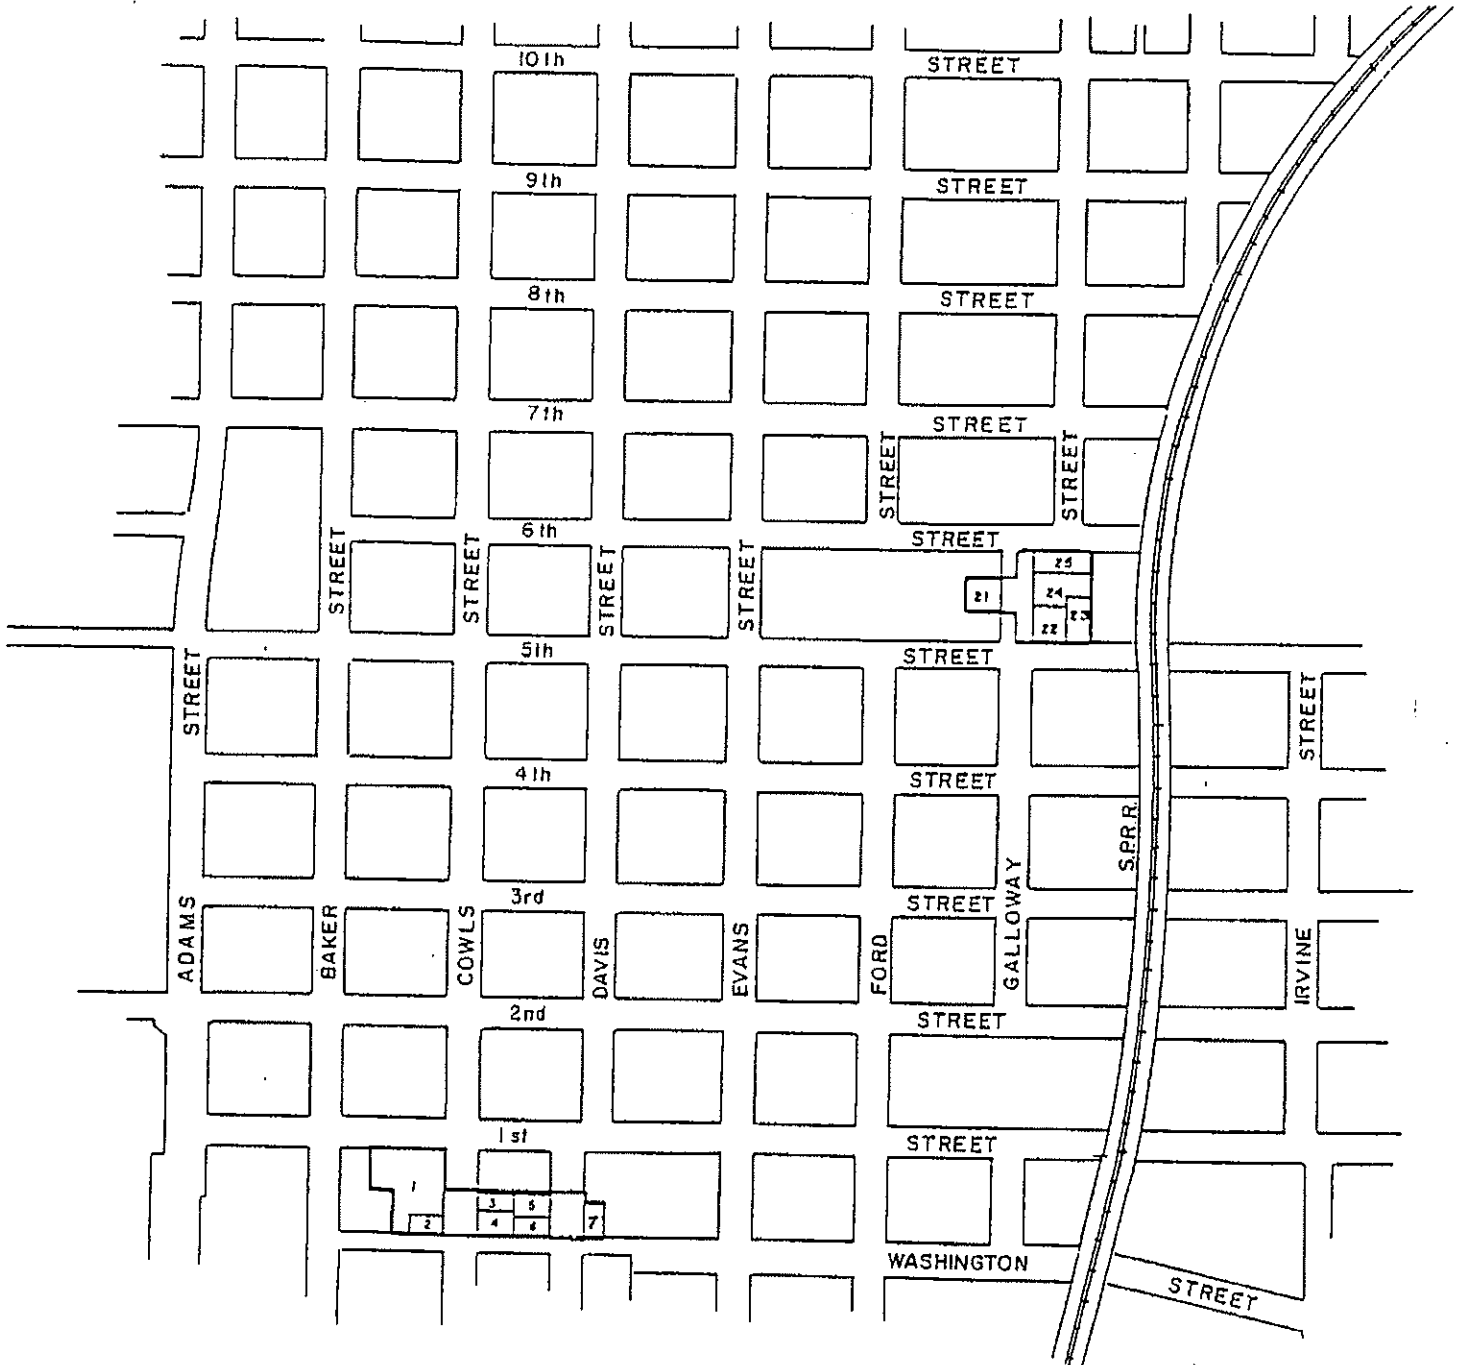 10th STREET
9th STREET
8th STREET
7th STREET
STREET STREET
6th STREET
STREET STREET STREET STREET
25
21 24
23
22
5th STREET
STREET STREET
4th STREET
S.P.R.R.
3rd STREET
ADAMS BAKER COWLS DAVIS EVANS FORD GALLOWAY IRVINE
2nd STREET
1st STREET
1
3 5
2 4 6 7
WASHINGTON STREET